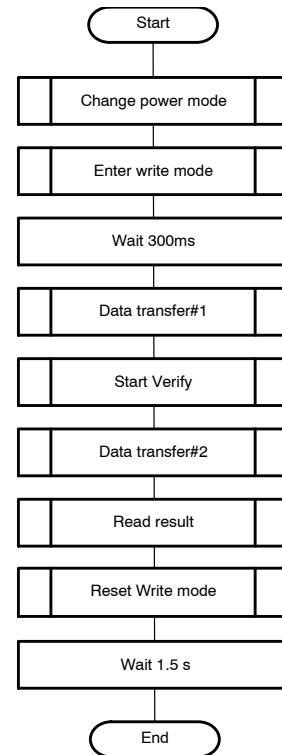 Start
Change power mode
Enter write mode
Wait 300ms
Data transfer#1
Start Verify
Data transfer#2
Read result
Reset Write mode
Wait 1.5 s
End